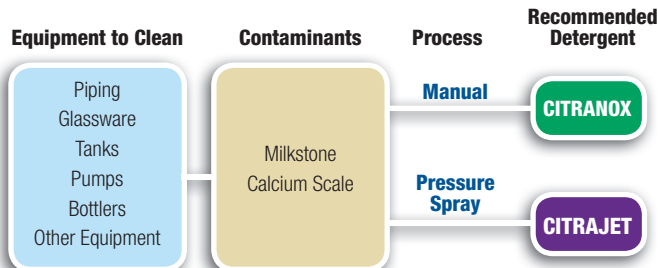 Equipment to Clean
Contaminants
Process
Recommended
Detergent
Piping
Glassware
Tanks
Pumps
Bottlers
Other Equipment
Milkstone
Calcium Scale
Manual
CITRANOX
Pressure
Spray
CITRAJET